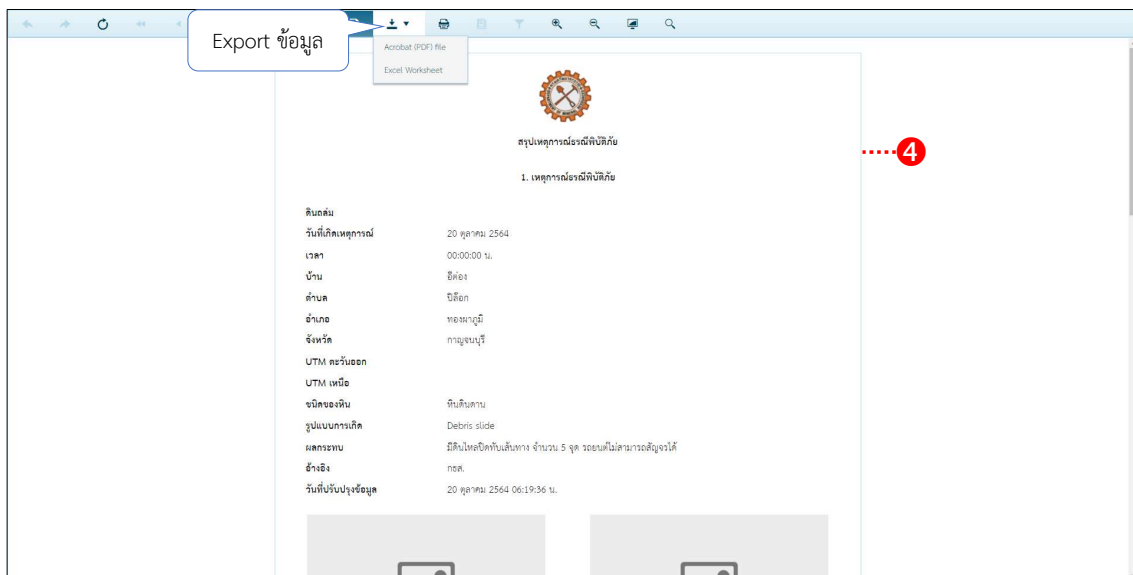 Export ข้อมูล
Acrobat (PDF) file
Excel Worksheet
สรุปเหตุการณ์ธรณีพิบัติภัย
4
1. เหตุการณ์ธรณีพิบัติภัย
ดินถล่ม
วันที่เกิดเหตุการณ์ 20 ตุลาคม 2564
เวลา 00:00:00 น.
บ้าน อีต่อง
ตำบล ปิล๊อก
อำเภอ ทองผาภูมิ
จังหวัด กาญจนบุรี
UTM ตะวันออก
UTM เหนือ
ชนิดของหิน หินดินดาน
รูปแบบการเกิด Debris slide
ผลกระทบ มีดินไหลปิดทับเส้นทาง จำนวน 5 จุด รถยนต์ไม่สามารถสัญจรได้
อ้างอิง กธส.
วันที่ปรับปรุงข้อมูล 20 ตุลาคม 2564 06:19:36 น.